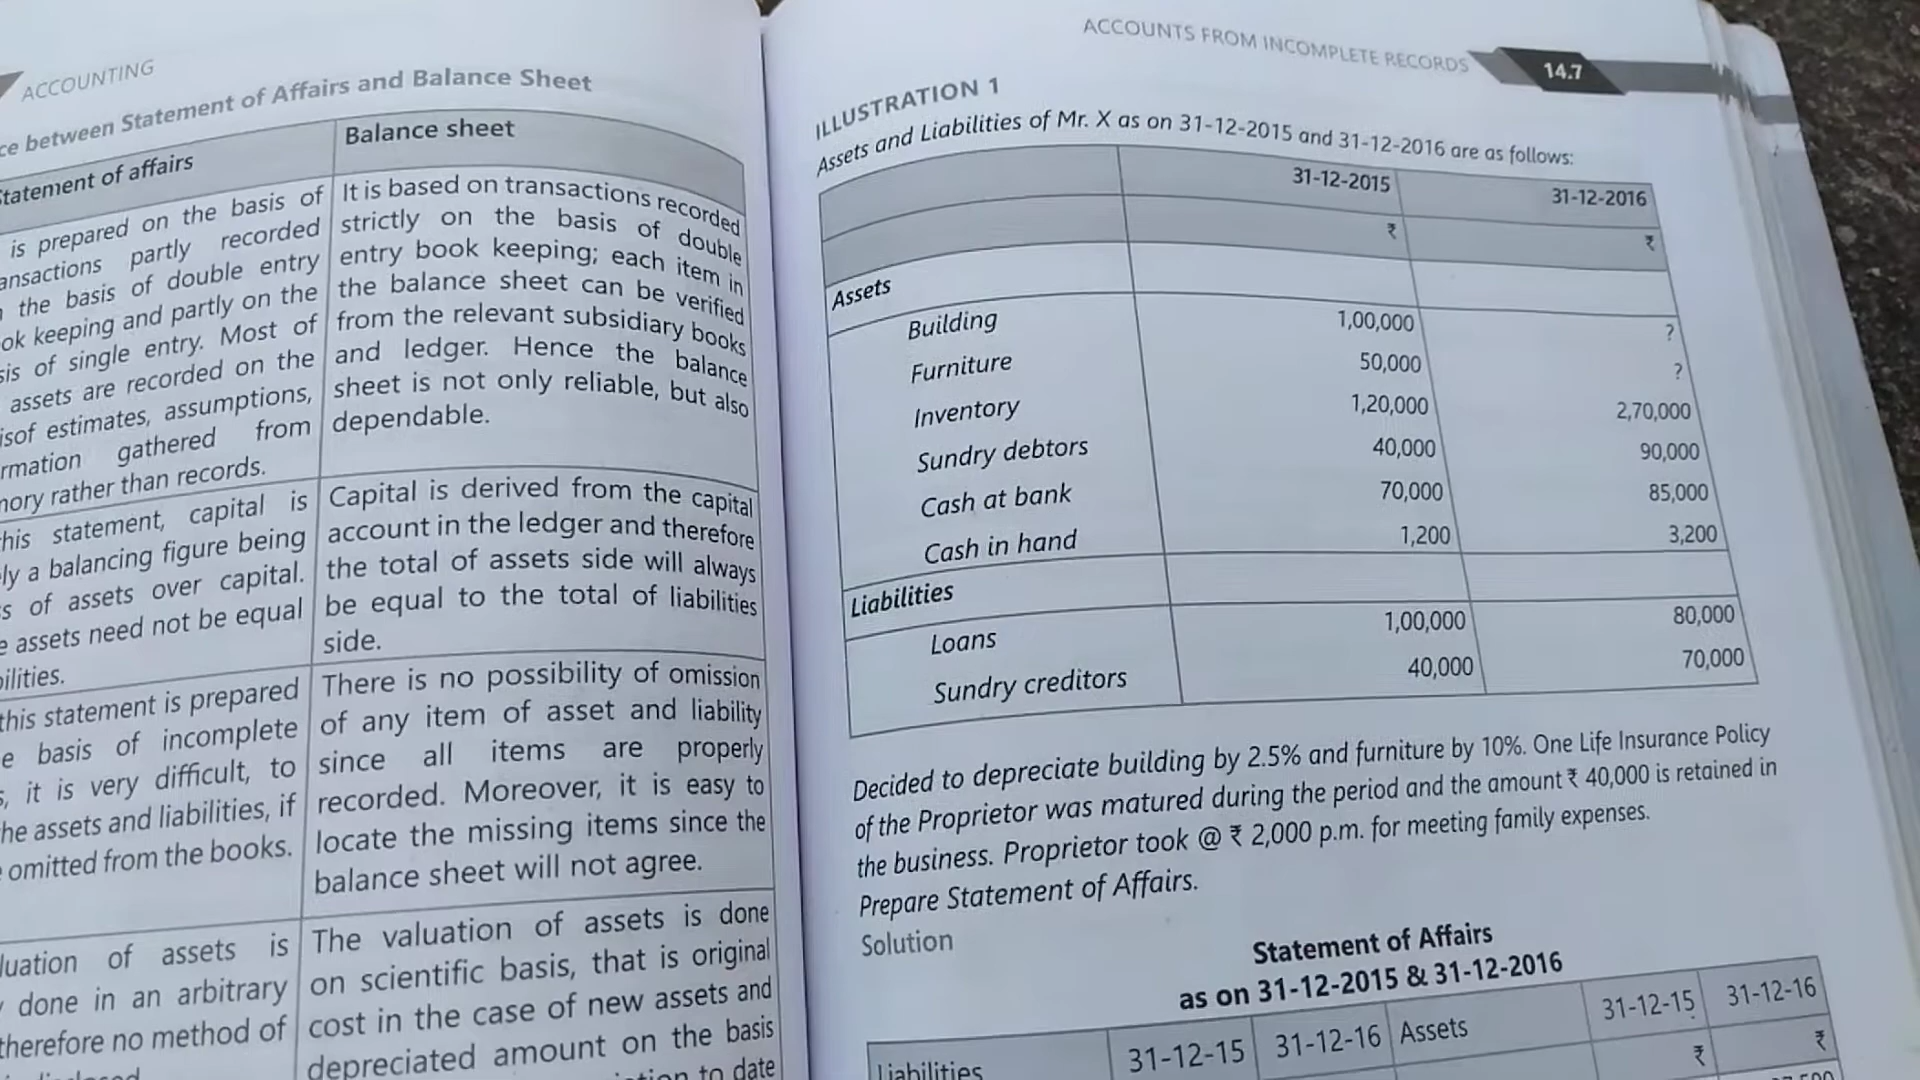 ACCOUNTING
ce between Statement of Affairs and Balance Sheet
Statement of affairs
Balance sheet
is prepared on the basis of
ansactions partly recorded
the basis of double entry
ok keeping and partly on the
sis of single entry. Most of
assets are recorded on the
isof estimates, assumptions,
rmation gathered from
mory rather than records.
It is based on transactions recorded
strictly on the basis of double
entry book keeping; each item in
the balance sheet can be verified
from the relevant subsidiary books
and ledger. Hence the balance
sheet is not only reliable, but also
dependable.
his statement, capital is
ly a balancing figure being
s of assets over capital.
e assets need not be equal
ilities.
Capital is derived from the capital
account in the ledger and therefore
the total of assets side will always
be equal to the total of liabilities
side.
this statement is prepared
e basis of incomplete
s, it is very difficult, to
he assets and liabilities, if
omitted from the books.
There is no possibility of omission
of any item of asset and liability
since all items are properly
recorded. Moreover, it is easy to
locate the missing items since the
balance sheet will not agree.
luation of assets is
done in an arbitrary
therefore no method of
The valuation of assets is done
on scientific basis, that is original
cost in the case of new assets and
depreciated amount on the basis
to date
ACCOUNTS FROM INCOMPLETE RECORDS 14.7
ILLUSTRATION 1
Assets and Liabilities of Mr. X as on 31-12-2015 and 31-12-2016 are as follows:
31-12-2015 31-12-2016
₹ ₹
Assets
Building 1,00,000 ?
Furniture 50,000 ?
Inventory 1,20,000 2,70,000
Sundry debtors 40,000 90,000
Cash at bank 70,000 85,000
Cash in hand 1,200 3,200
Liabilities
Loans 1,00,000 80,000
Sundry creditors 40,000 70,000
Decided to depreciate building by 2.5% and furniture by 10%. One Life Insurance Policy
of the Proprietor was matured during the period and the amount ₹ 40,000 is retained in
the business. Proprietor took @ ₹ 2,000 p.m. for meeting family expenses.
Prepare Statement of Affairs.
Solution
Statement of Affairs
as on 31-12-2015 & 31-12-2016
Liabilities 31-12-15 31-12-16 Assets 31-12-15 31-12-16
₹ ₹